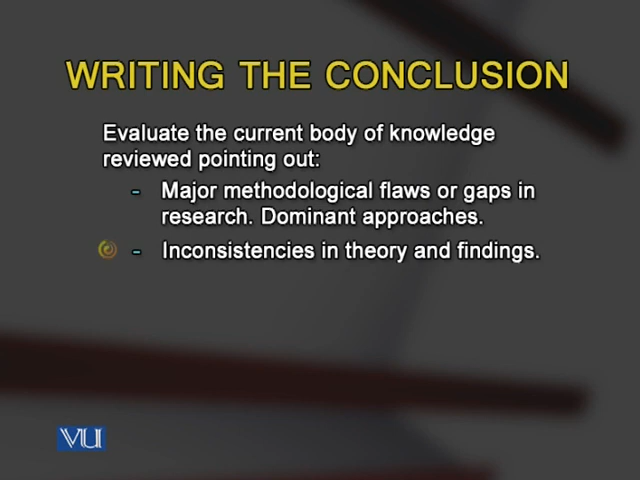 WRITING THE CONCLUSION
Evaluate the current body of knowledge
reviewed pointing out:
- Major methodological flaws or gaps in
research. Dominant approaches.
- Inconsistencies in theory and findings.
VU